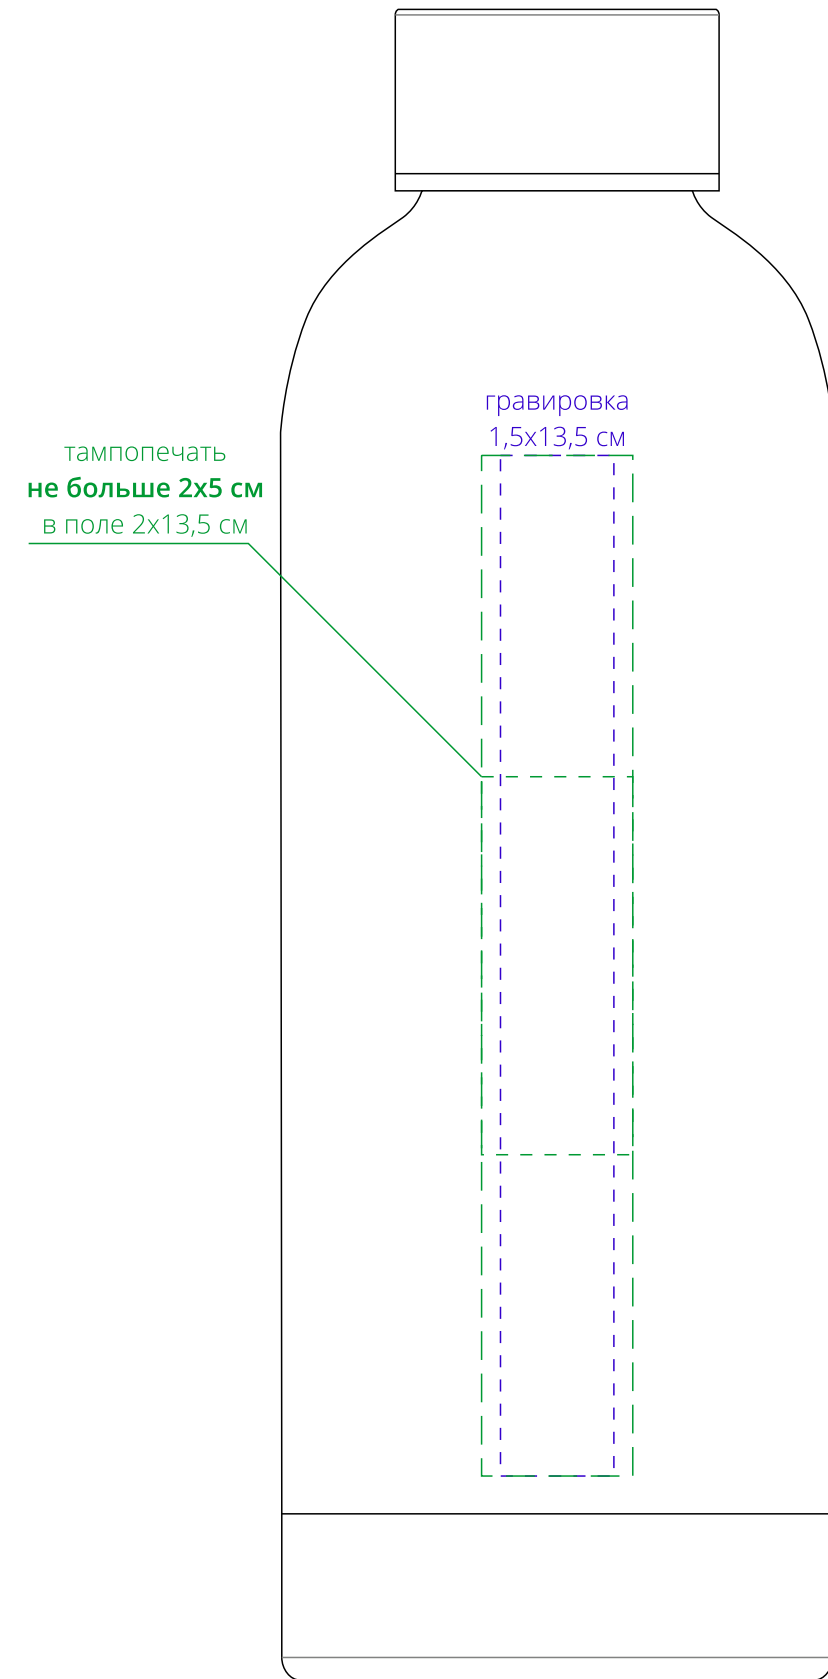 гравировка
1,5х13,5 см
тампопечать
не больше 2х5 см
в поле 2х13,5 см